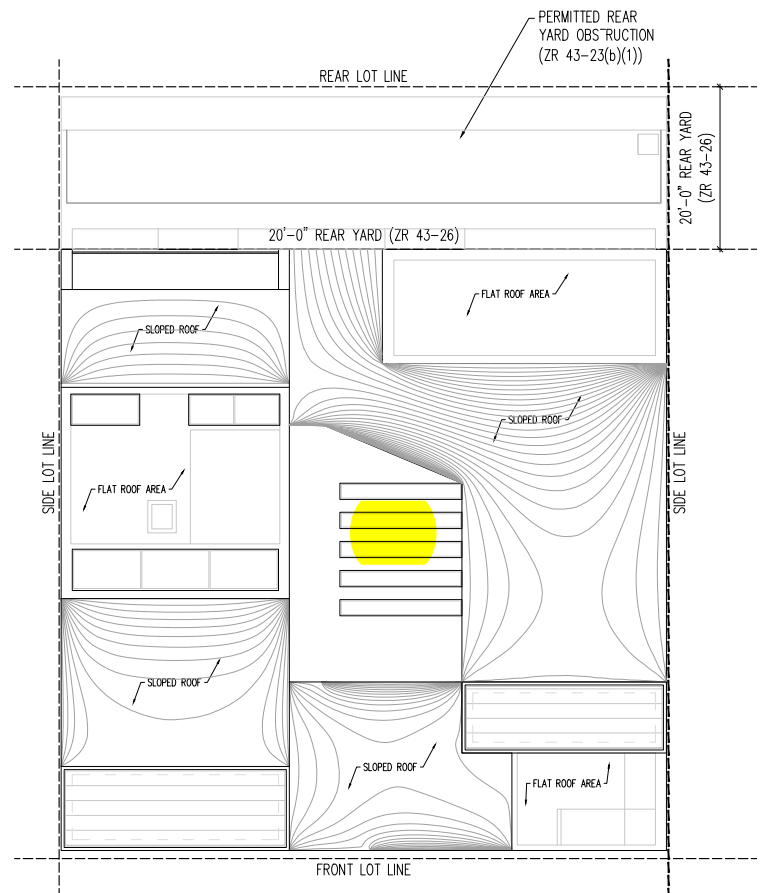 PERMITTED REAR
YARD OBSTRUCTION
(ZR 43-23(b)(1))
REAR LOT LINE
20'-0" REAR YARD
(ZR 43-26)
20'-0" REAR YARD (ZR 43-26)
FLAT ROOF AREA
SLOPED ROOF
SLOPED ROOF
SIDE LOT LINE
SIDE LOT LINE
FLAT ROOF AREA
SLOPED ROOF
SLOPED ROOF
FLAT ROOF AREA
FRONT LOT LINE